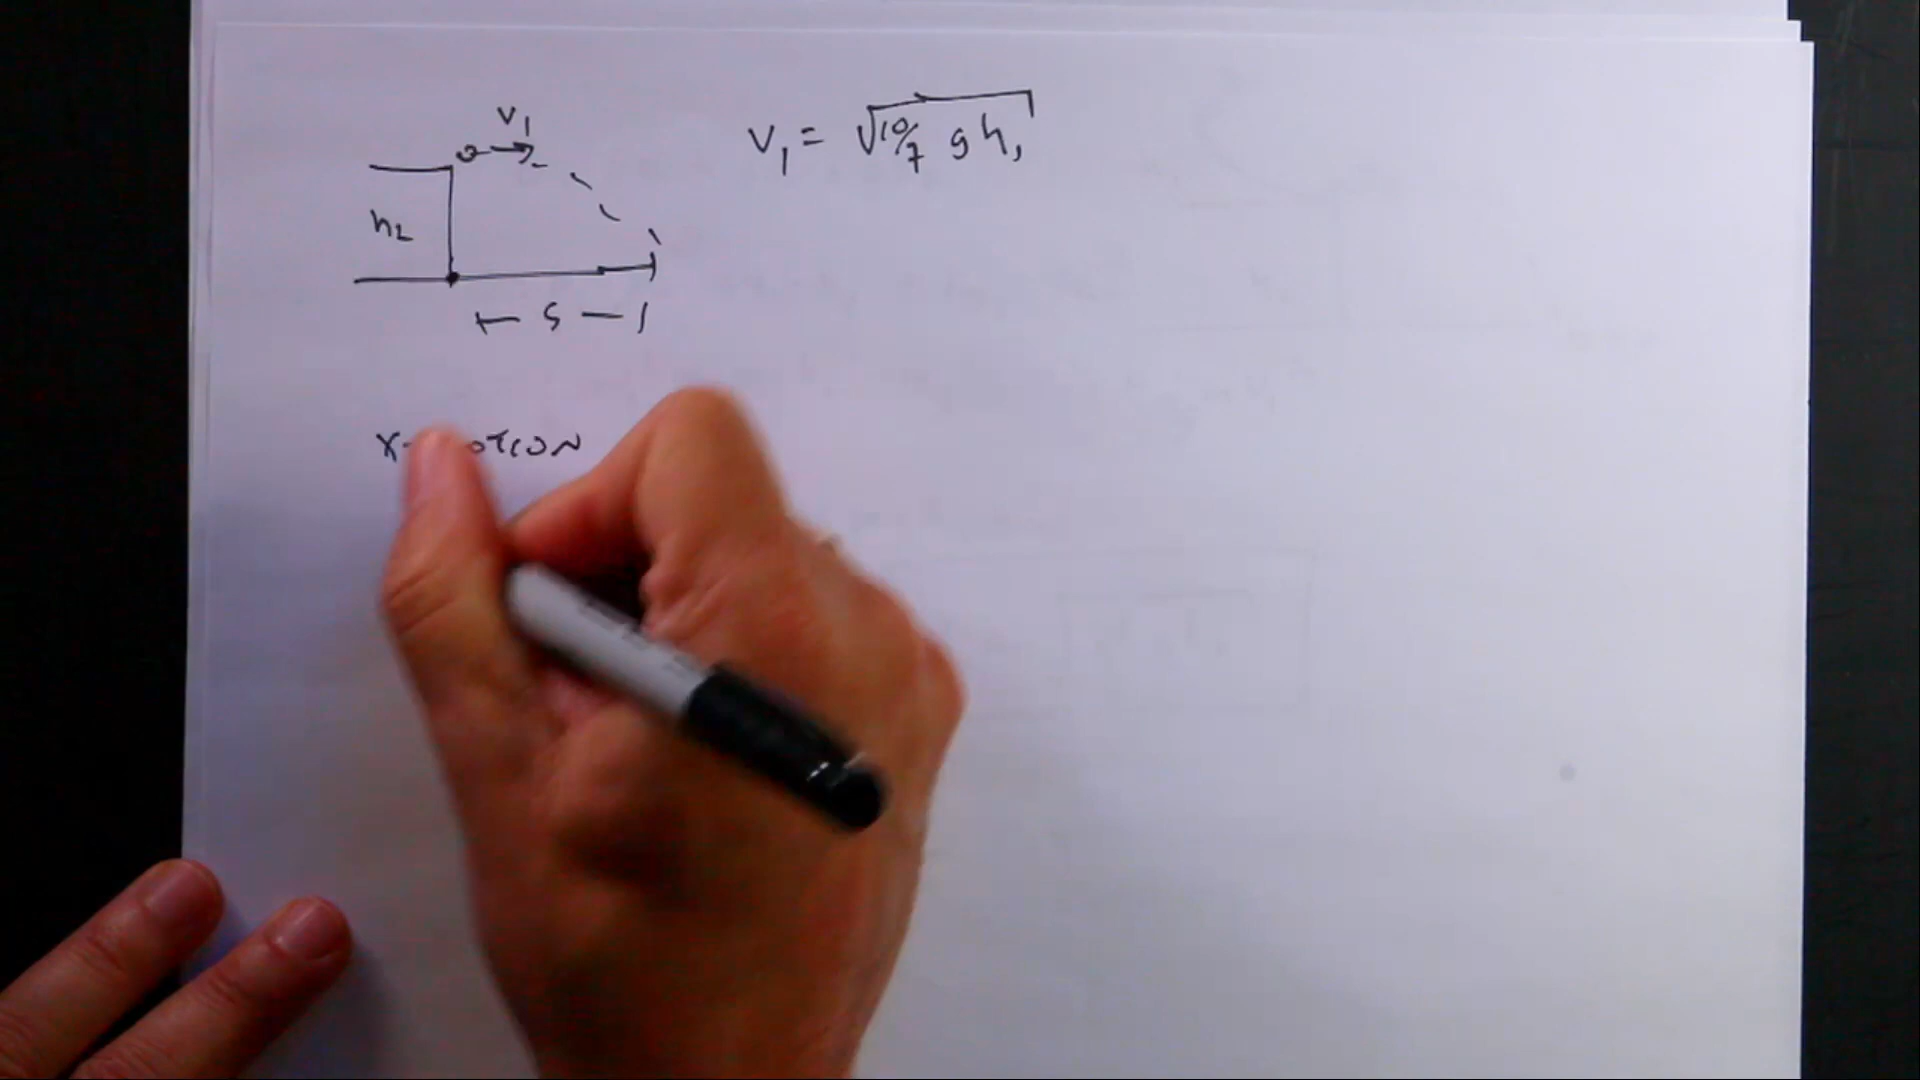 v₁
v₁ = √10/7 g h₁
h₂
S